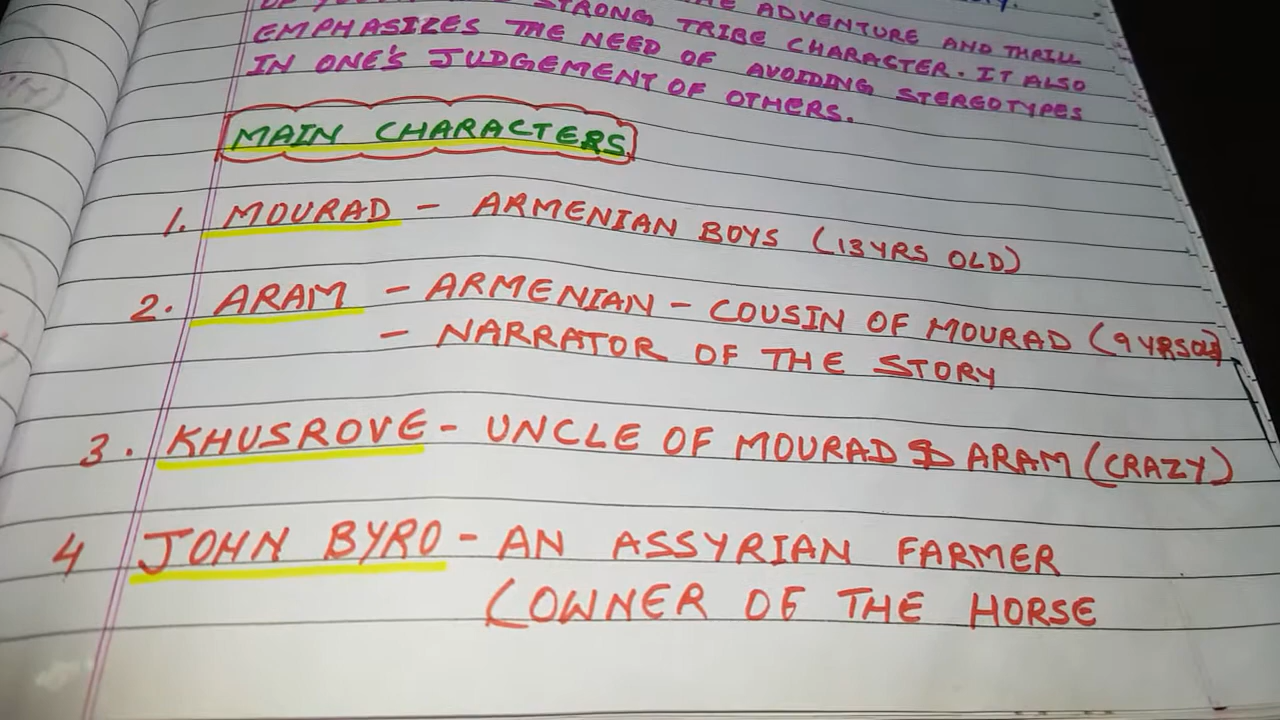 STRONG TRIBE ADVENTURE AND THRILL
EMPHASIZES THE NEED OF CHARACTER. IT ALSO
IN ONE'S JUDGEMENT OF AVOIDING STEREOTYPES
OTHERS.
MAIN CHARACTERS.
1. MOURAD - ARMENIAN BOYS (13YRS OLD)
2. ARAM - ARMENIAN - COUSIN OF MOURAD (9YRSOLD)
- NARRATOR OF THE STORY
3. KHUSROVE - UNCLE OF MOURAD & ARAM (CRAZY)
4 JOHN BYRO - AN ASSYRIAN FARMER
(OWNER OF THE HORSE